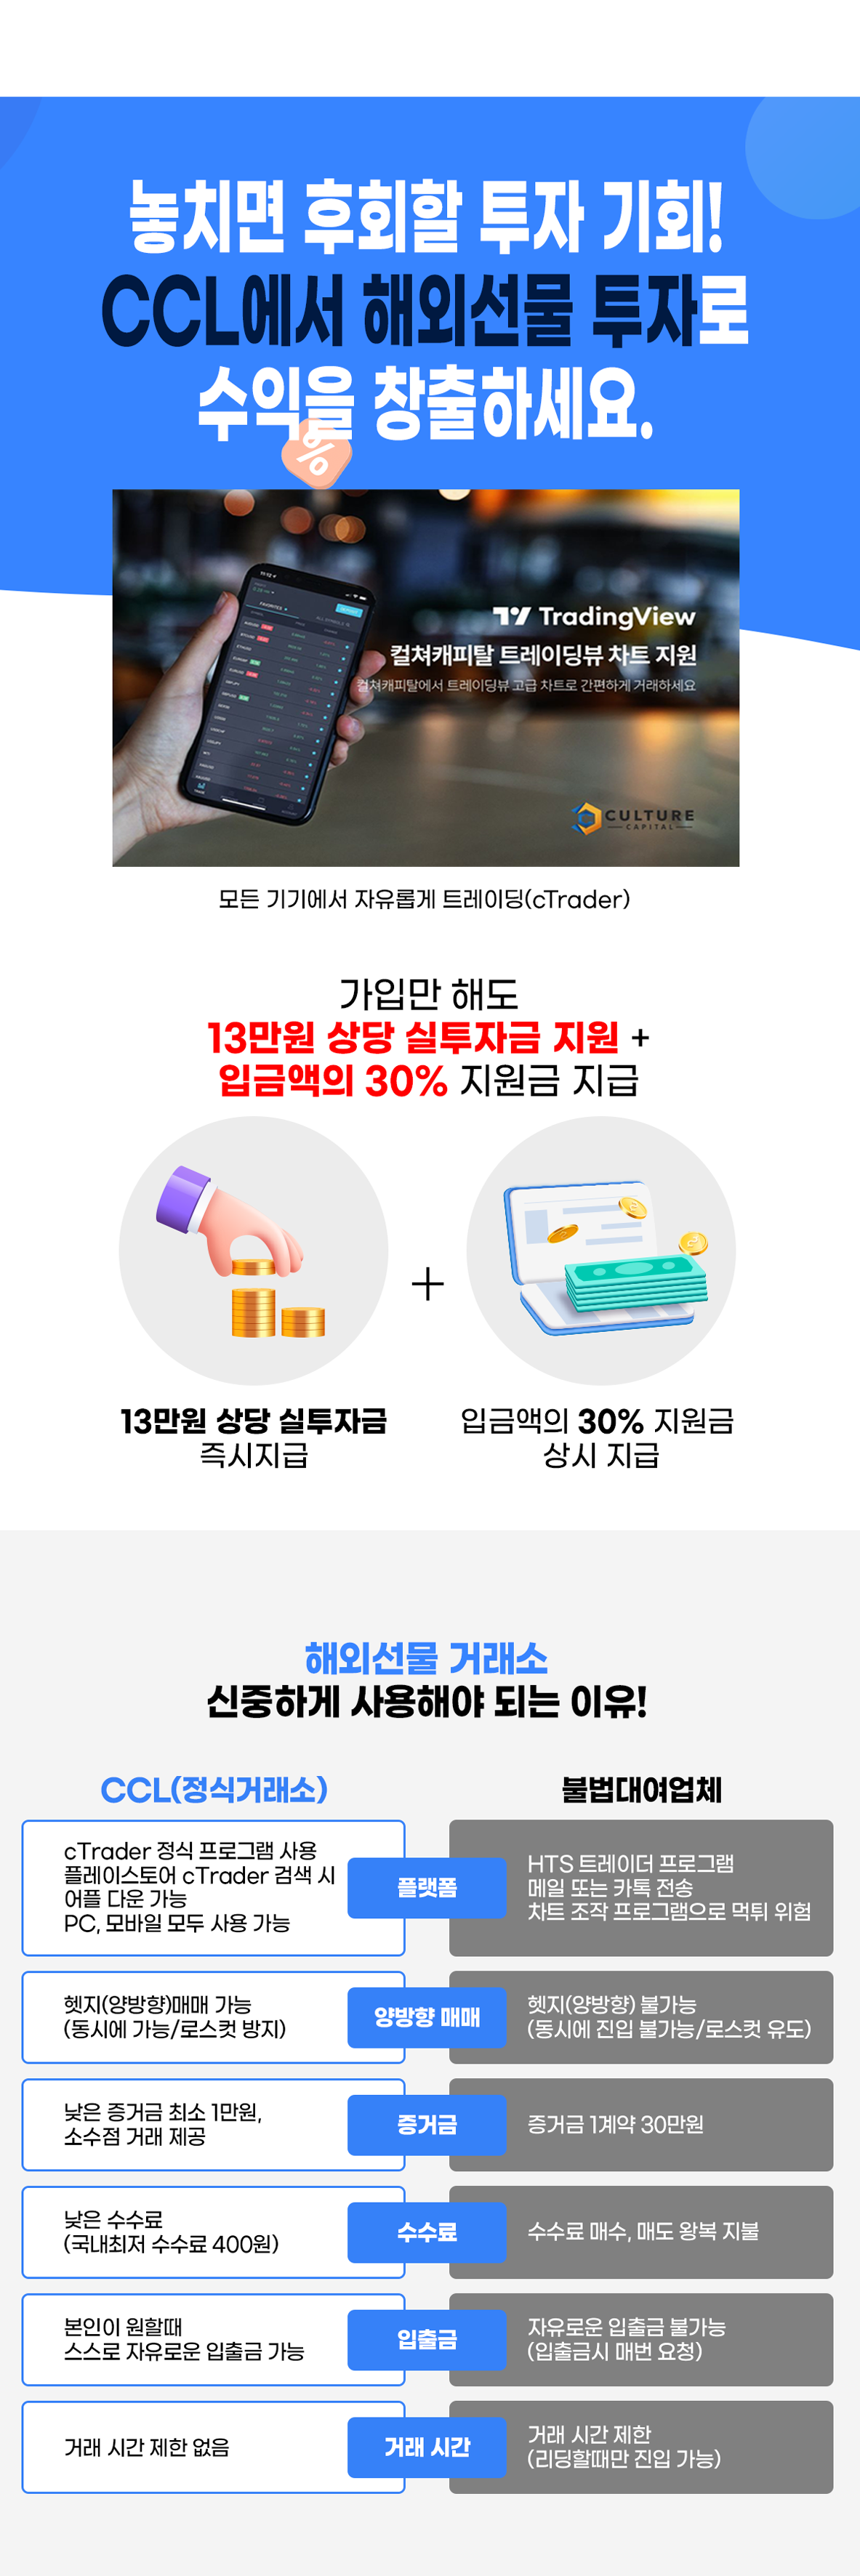 놓치면 후회할 투자 기회!
CCL에서 해외선물 투자로
수익을 창출하세요.
%
TradingView
컬쳐캐피탈 트레이딩뷰 차트 지원
컬쳐캐피탈에서 트레이딩뷰 고급 차트로 간편하게 거래하세요
CULTURE
CAPITAL
모든 기기에서 자유롭게 트레이딩(cTrader)
가입만 해도
13만원 상당 실투자금 지원 +
입금액의 30% 지원금 지급
+
13만원 상당 실투자금
즉시지급
입금액의 30% 지원금
상시 지급
해외선물 거래소
신중하게 사용해야 되는 이유!
CCL(정식거래소)
불법대여업체
cTrader 정식 프로그램 사용
플레이스토어 cTrader 검색 시
어플 다운 가능
PC, 모바일 모두 사용 가능
플랫폼
HTS 트레이더 프로그램
메일 또는 카톡 전송
차트 조작 프로그램으로 먹튀 위험
헷지(양방향)매매 가능
(동시에 가능/로스컷 방지)
양방향 매매
헷지(양방향) 불가능
(동시에 진입 불가능/로스컷 유도)
낮은 증거금 최소 1만원,
소수점 거래 제공
증거금
증거금 1계약 30만원
낮은 수수료
(국내최저 수수료 400원)
수수료
수수료 매수, 매도 왕복 지불
본인이 원할때
스스로 자유로운 입출금 가능
입출금
자유로운 입출금 불가능
(입출금시 매번 요청)
거래 시간 제한 없음
거래 시간
거래 시간 제한
(리딩할때만 진입 가능)